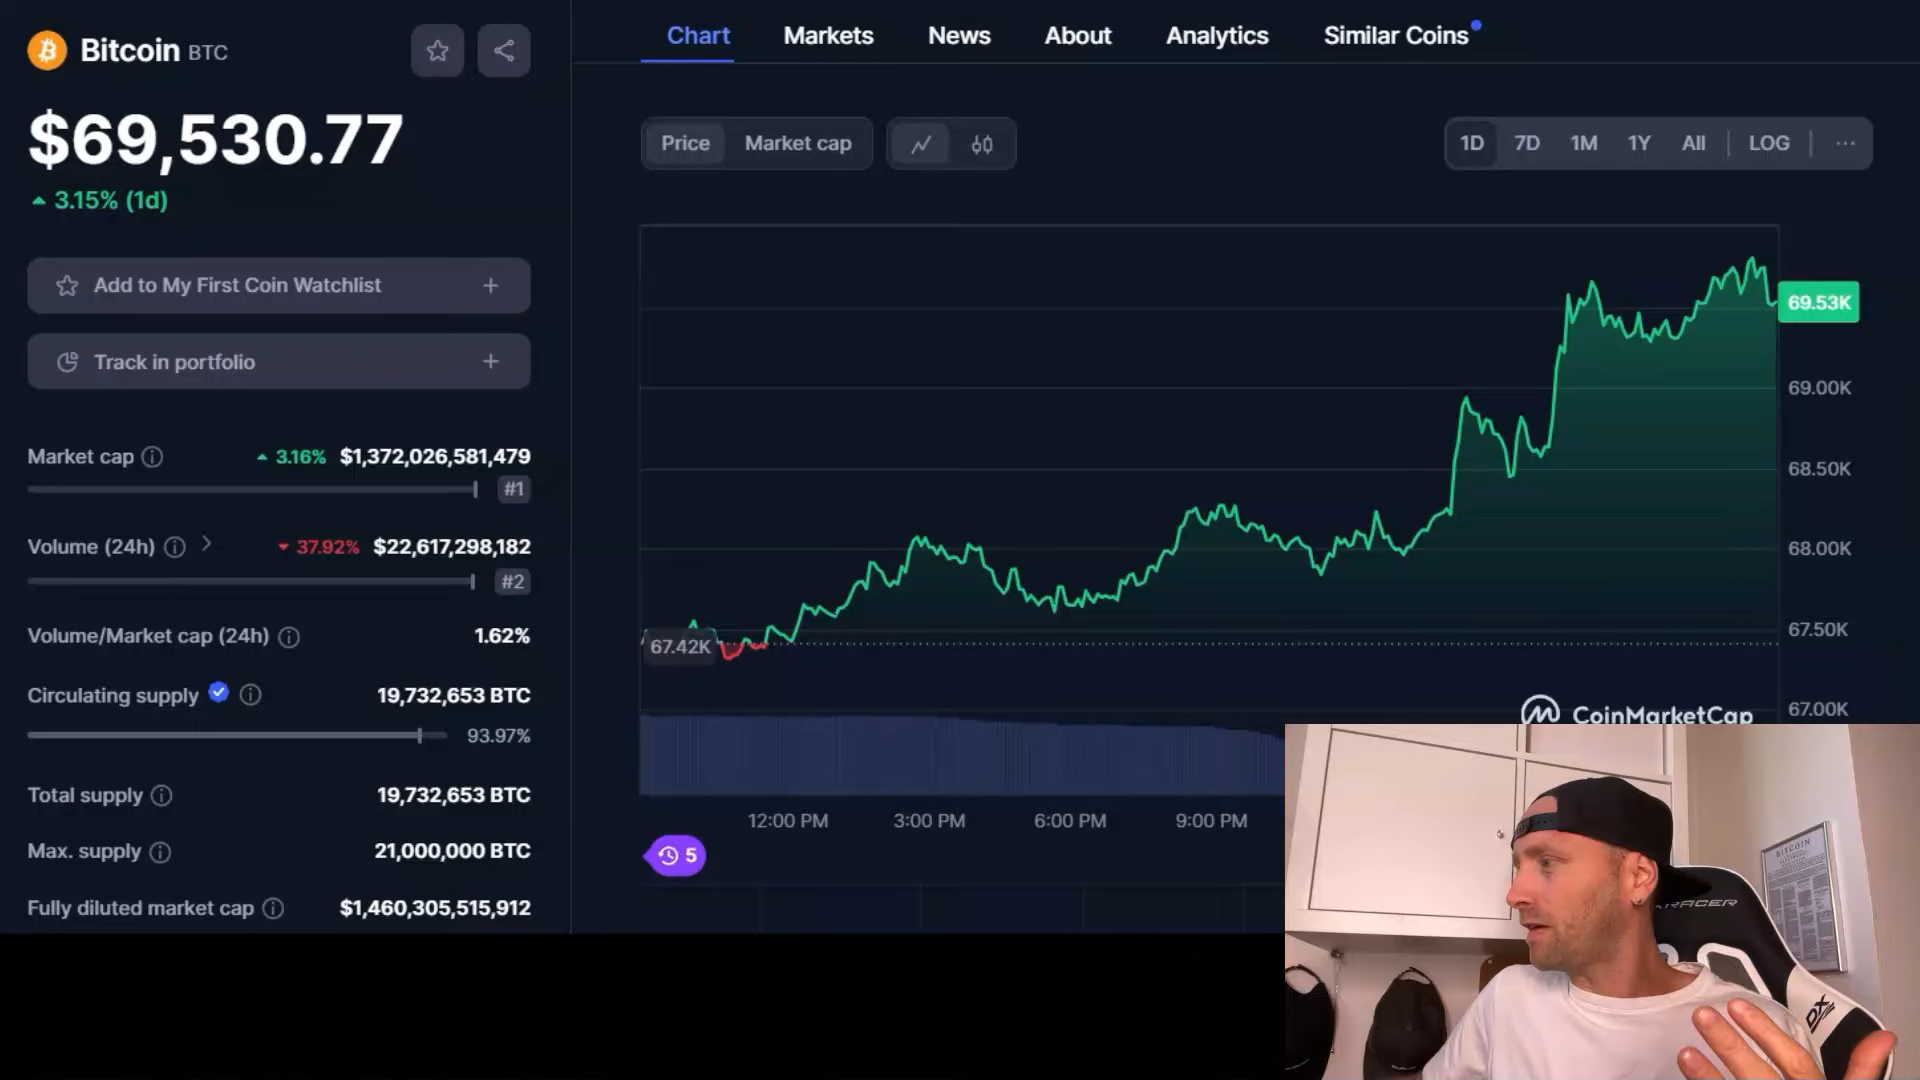 Bitcoin BTC
$69,530.77
3.15% (1d)
Add to My First Coin Watchlist
Track in portfolio
Market cap 3.16% $1,372,026,581,479
#1
Volume (24h) 37.92% $22,617,298,182
#2
Volume/Market cap (24h) 1.62%
Circulating supply 19,732,653 BTC
93.97%
Total supply 19,732,653 BTC
Max. supply 21,000,000 BTC
Fully diluted market cap $1,460,305,515,912
Chart Markets News About Analytics Similar Coins
Price Market cap
1D 7D 1M 1Y All LOG ...
69.53K
69.00K
68.50K
68.00K
67.50K
67.42K
67.00K
CoinMarketCap
12:00 PM 3:00 PM 6:00 PM 9:00 PM
5
BITCOIN
RACER
DX